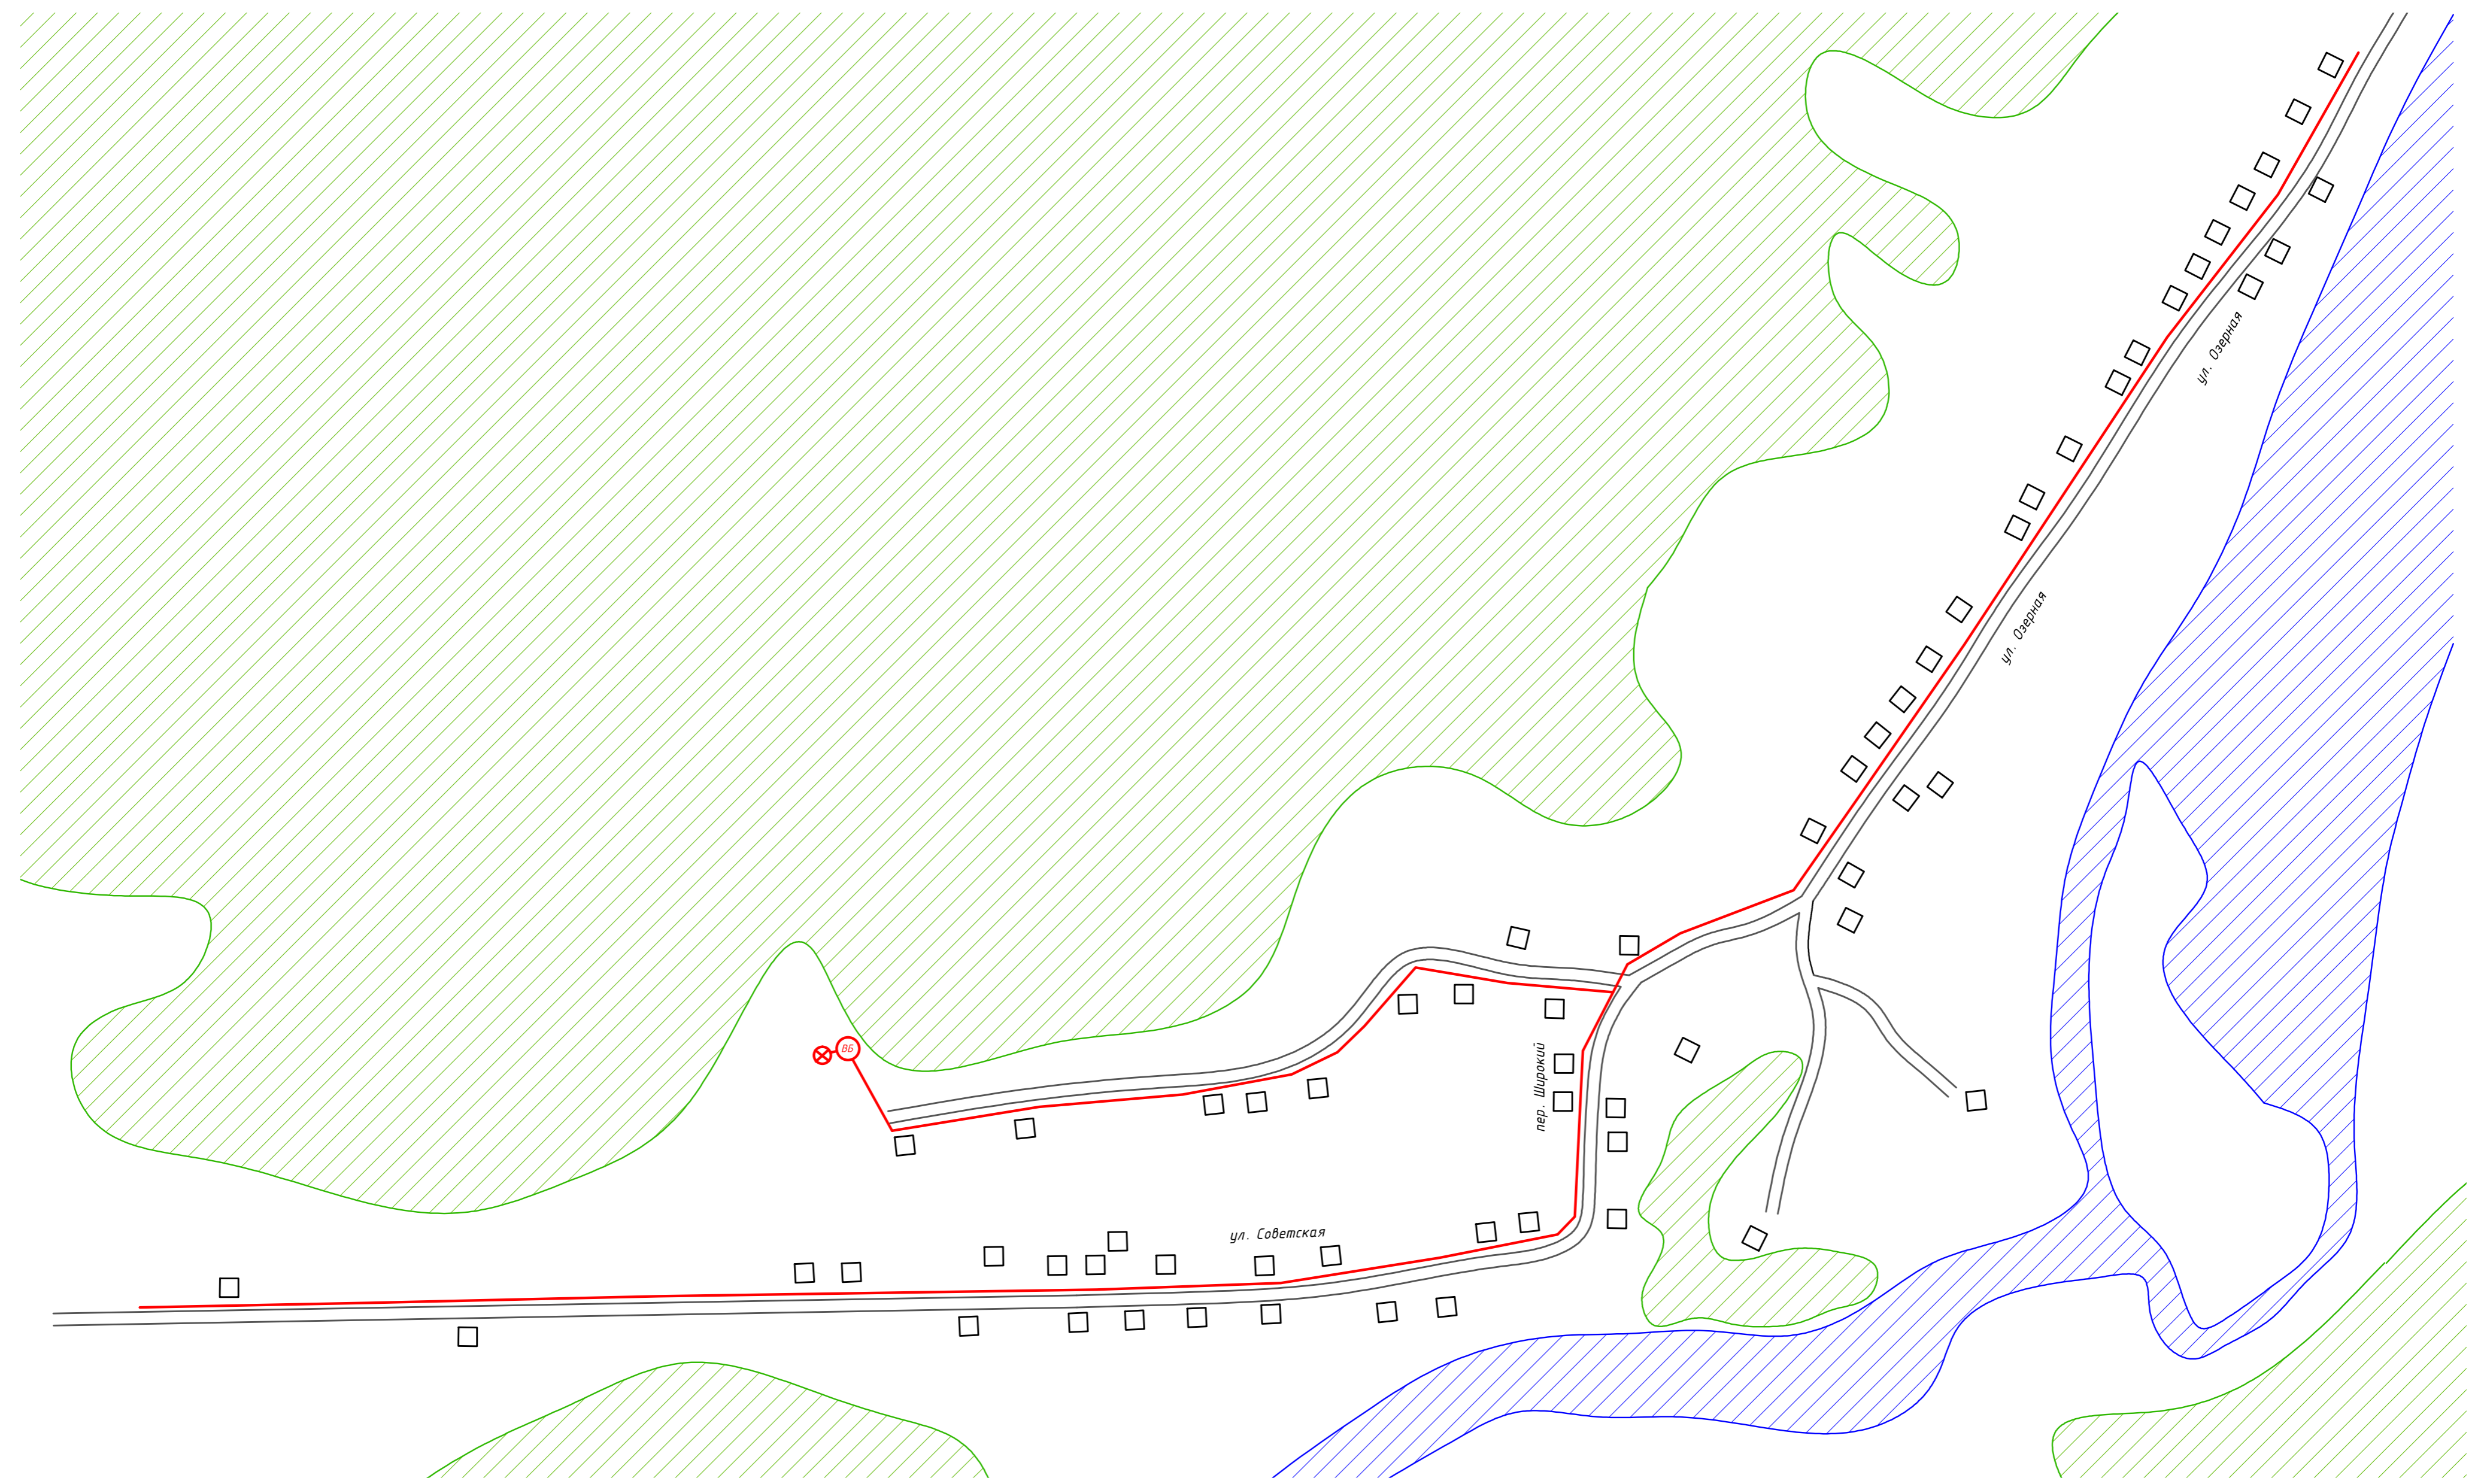 ул. Озерная
ул. Озерная
ВБ
пер. Широкий
ул. Советская